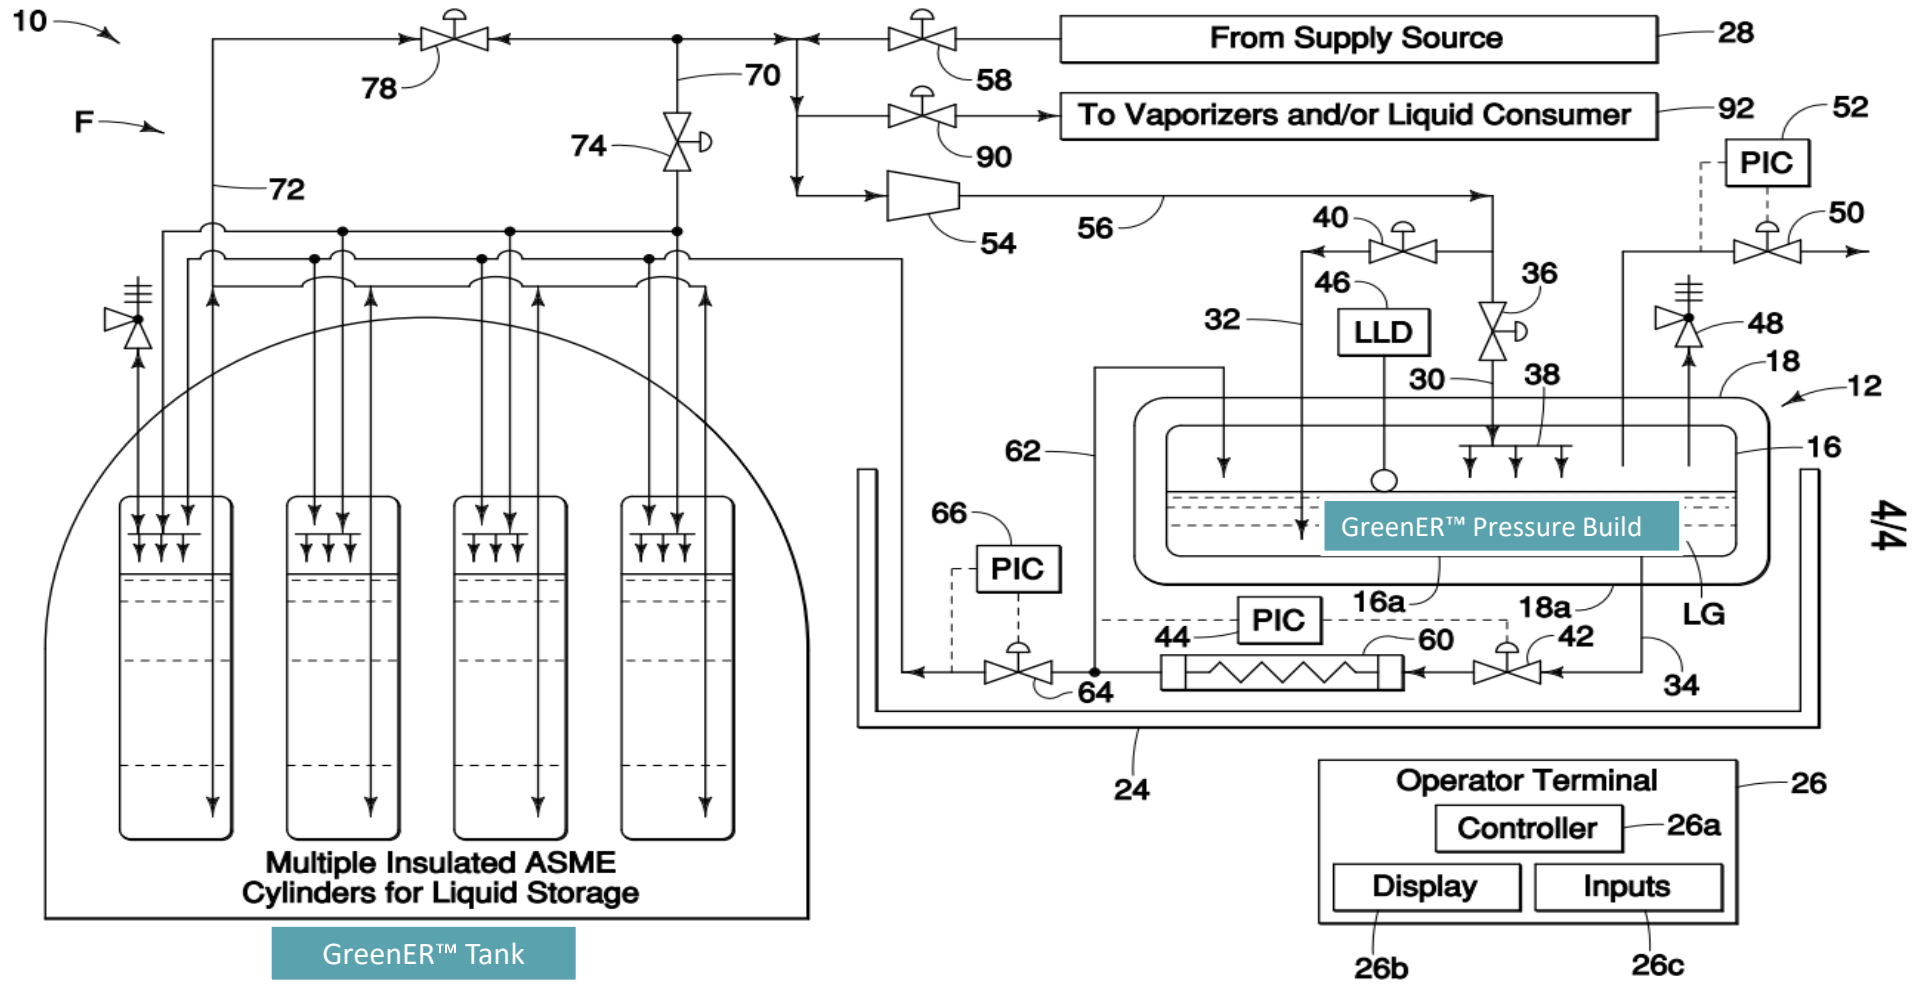 10
78
70
58
From Supply Source
28
F
74
90
To Vaporizers and/or Liquid Consumer
92
52
PIC
72
54
56
40
50
46
36
32
LLD
48
30
38
18
12
62
16
66
GreenER™ Pressure Build
4/4
PIC
16a
18a
LG
44
PIC
60
42
64
34
24
Operator Terminal
26
Controller
26a
Multiple Insulated ASME
Cylinders for Liquid Storage
Display
Inputs
GreenER™ Tank
26b
26c